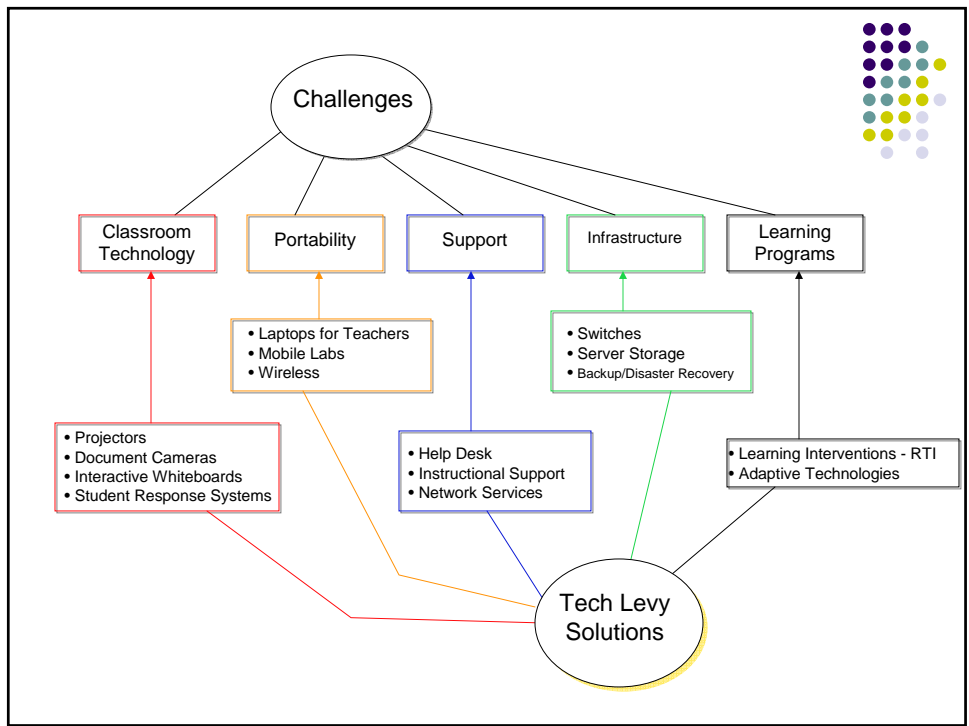 Challenges
Classroom
Technology
Portability
Support
Infrastructure
Learning
Programs
• Laptops for Teachers
• Mobile Labs
• Wireless
• Switches
• Server Storage
• Backup/Disaster Recovery
• Projectors
• Document Cameras
• Interactive Whiteboards
• Student Response Systems
• Help Desk
• Instructional Support
• Network Services
• Learning Interventions - RTI
• Adaptive Technologies
Tech Levy
Solutions